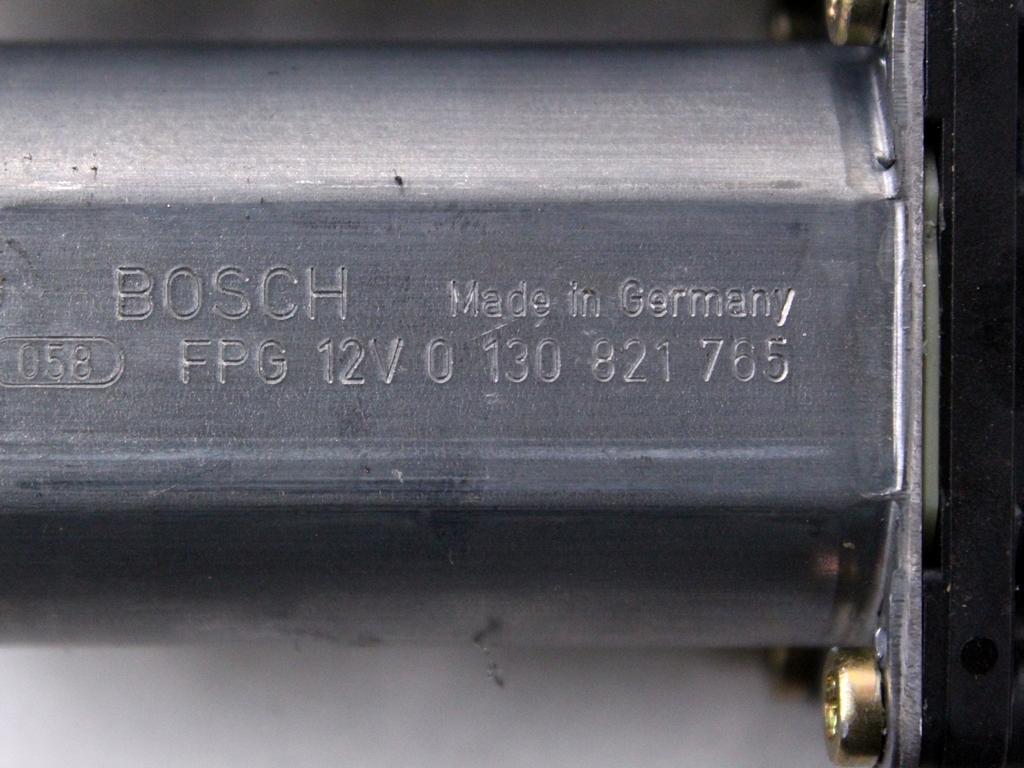 BOSCH Made in Germany
058 FPG 12V 0 130 821 765